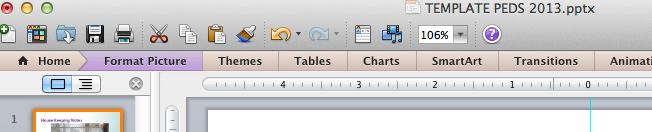 TEMPLATE PEDS 2013.pptx
106%
Home Format Picture Themes Tables Charts SmartArt Transitions Animati
4 3 2 1 0
1
House Keeping Notes